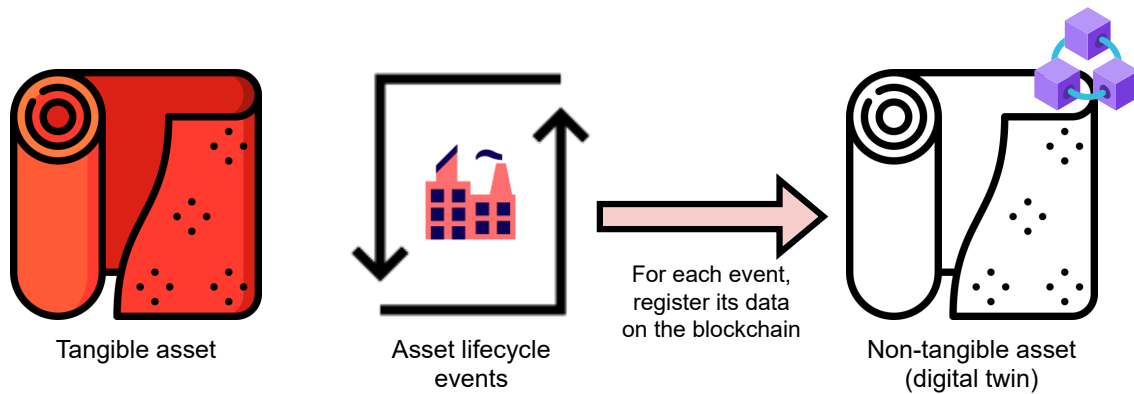 Tangible asset
Asset lifecycle
events
For each event,
register its data
on the blockchain
Non-tangible asset
(digital twin)